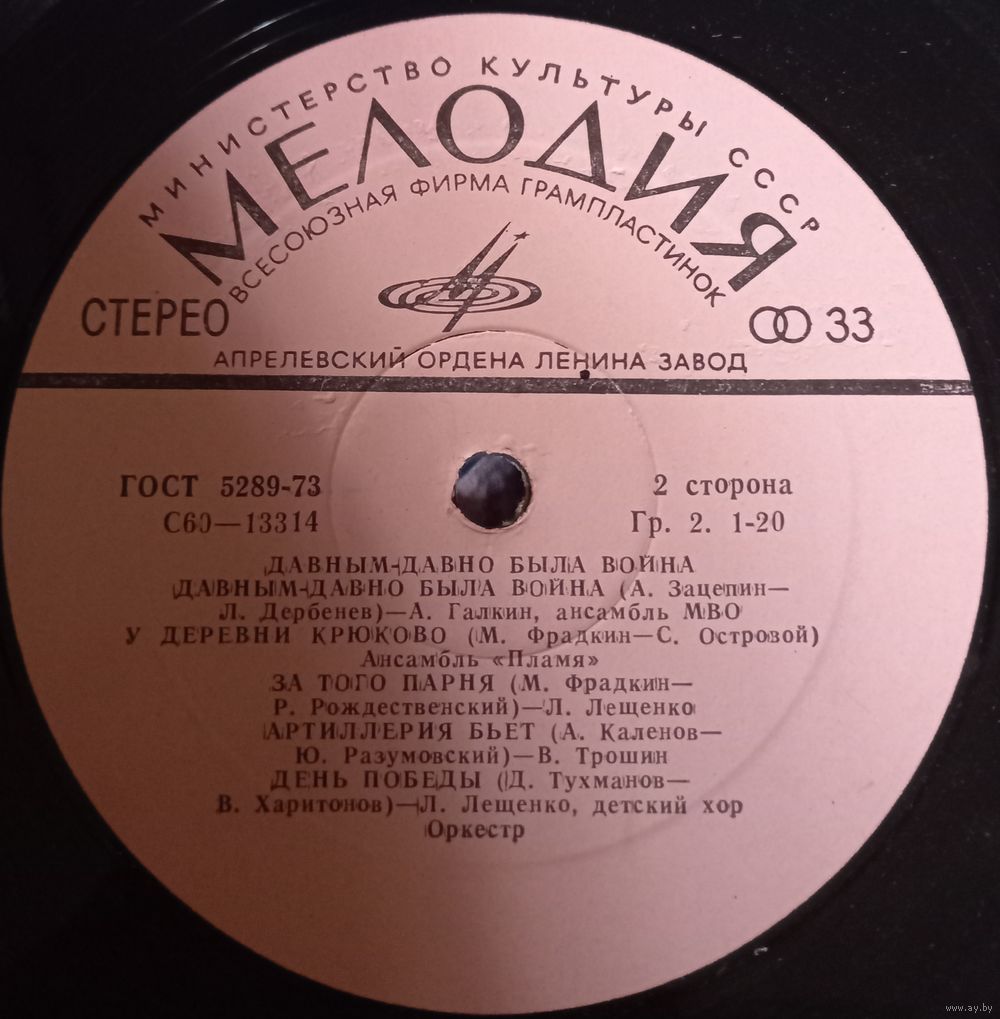 МИНИСТЕРСТВО КУЛЬТУРЫ СССР
МЕЛОДИЯ
ВСЕСОЮЗНАЯ ФИРМА ГРАМПЛАСТИНОК
СТЕРЕО
33
АПРЕЛЕВСКИЙ ОРДЕНА ЛЕНИНА ЗАВОД
ГОСТ 5289-73
2 сторона
С60—13314
Гр. 2. 1-20
ДАВНЫМ-ДАВНО БЫЛА ВОЙНА
ДАВНЫМ-ДАВНО БЫЛА ВОЙНА (А. Зацепин—
Л. Дербенев)—А. Галкин, ансамбль МВО
У ДЕРЕВНИ КРЮКОВО (М. Фрадкин—С. Островой)
Ансамбль «Пламя»
ЗА ТОГО ПАРНЯ (М. Фрадкин—
Р. Рождественский)—Л. Лещенко
АРТИЛЛЕРИЯ БЬЕТ (А. Каленов—
Ю. Разумовский)—В. Трошин
ДЕНЬ ПОБЕДЫ (Д. Тухманов—
В. Харитонов)—Л. Лещенко, детский хор
Оркестр
www.ay.by